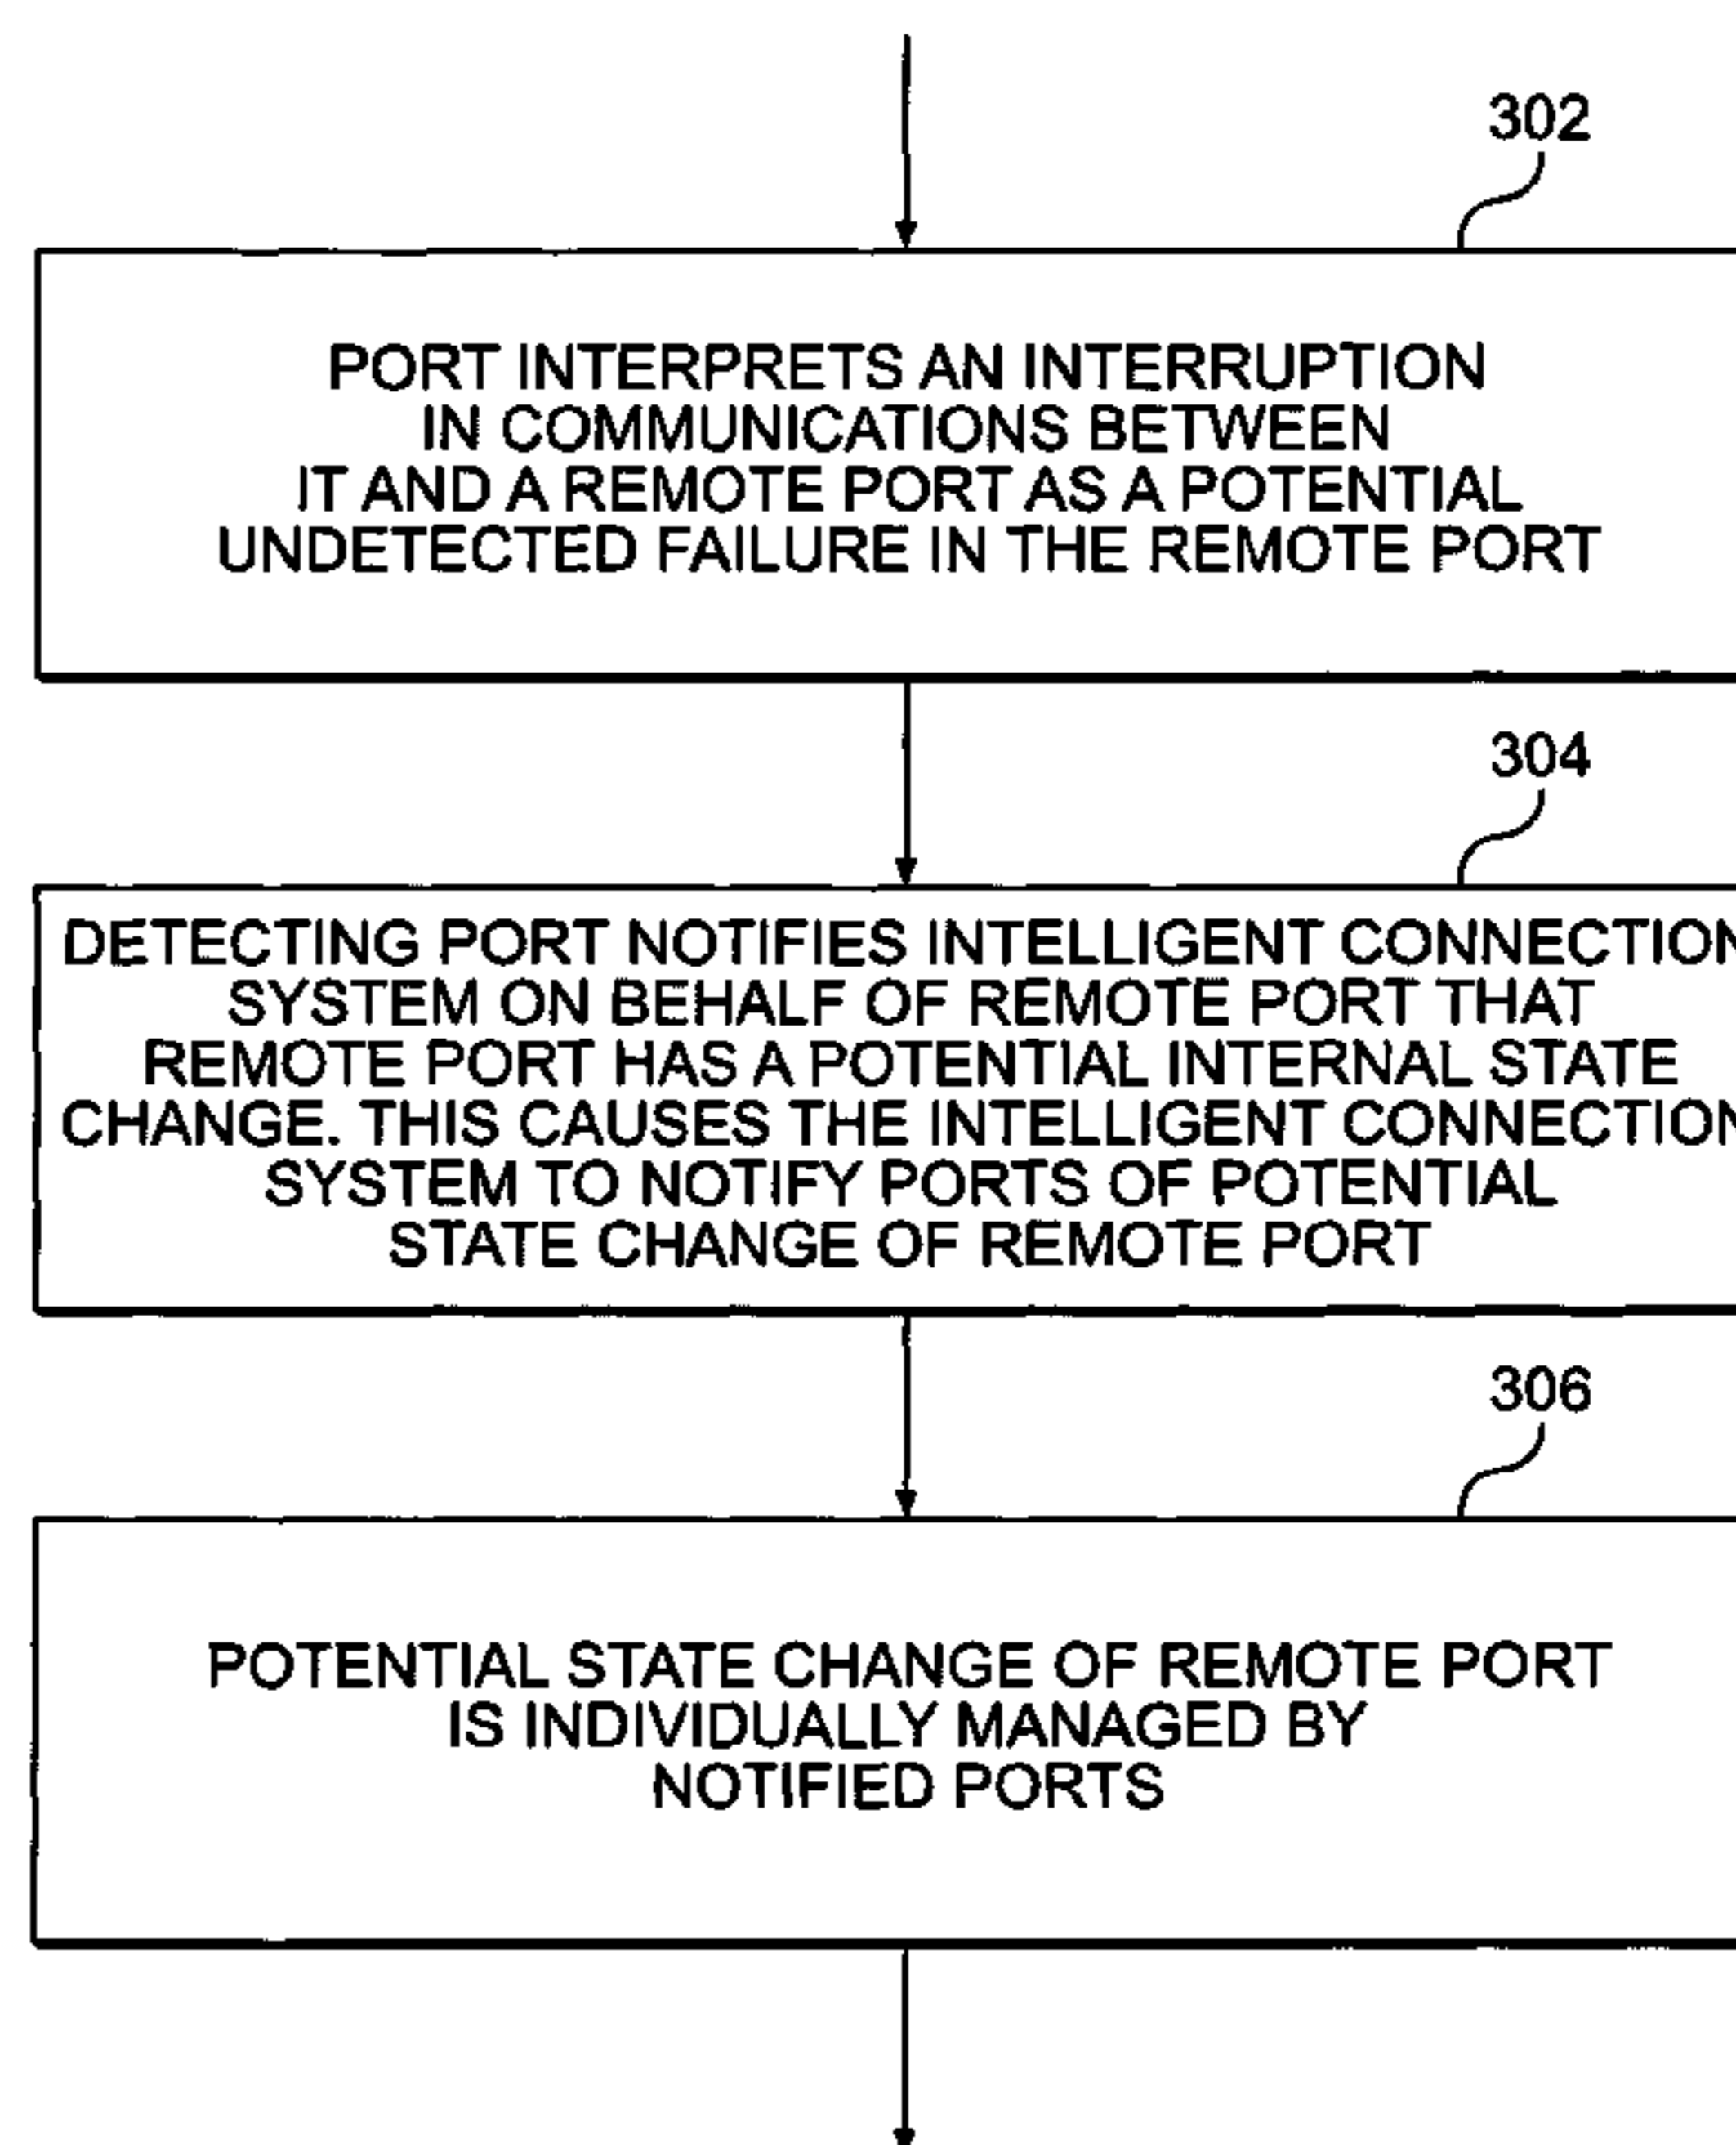 302
PORT INTERPRETS AN INTERRUPTION
IN COMMUNICATIONS BETWEEN
IT AND A REMOTE PORT AS A POTENTIAL
UNDETECTED FAILURE IN THE REMOTE PORT
304
DETECTING PORT NOTIFIES INTELLIGENT CONNECTION
SYSTEM ON BEHALF OF REMOTE PORT THAT
REMOTE PORT HAS A POTENTIAL INTERNAL STATE
CHANGE. THIS CAUSES THE INTELLIGENT CONNECTION
SYSTEM TO NOTIFY PORTS OF POTENTIAL
STATE CHANGE OF REMOTE PORT
306
POTENTIAL STATE CHANGE OF REMOTE PORT
IS INDIVIDUALLY MANAGED BY
NOTIFIED PORTS